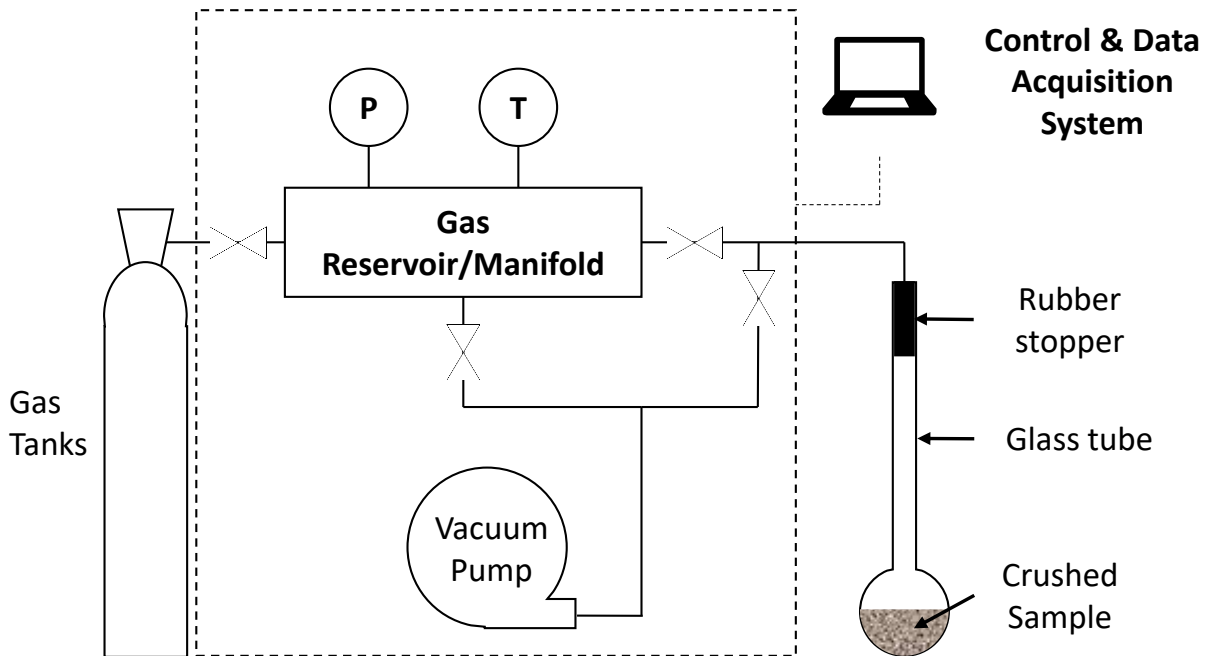 Control & Data
Acquisition
System
P
T
Gas
Reservoir/Manifold
Rubber
stopper
Gas
Tanks
Glass tube
Vacuum
Pump
Crushed
Sample